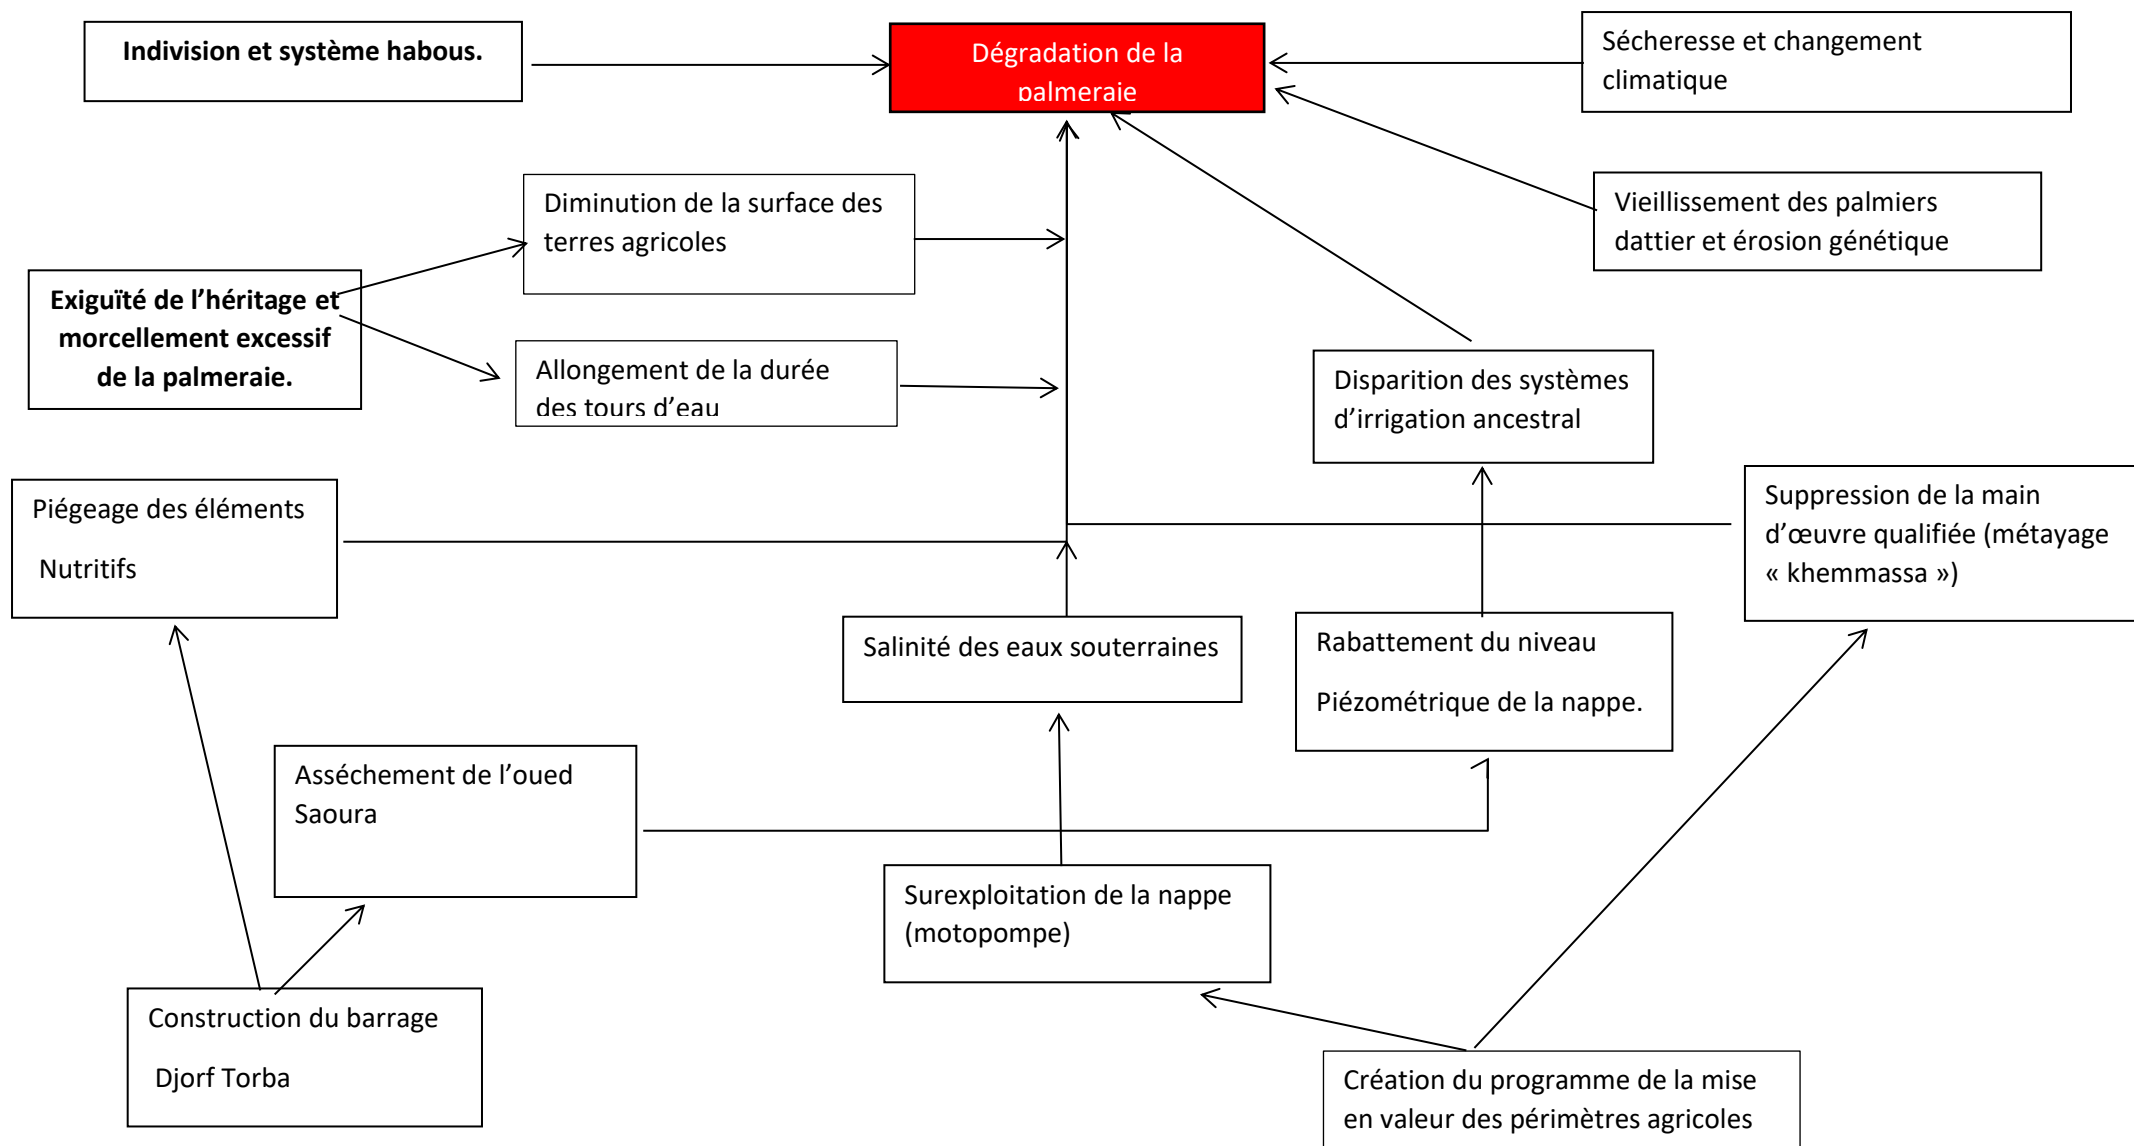 Indivision et système habous.
Dégradation de la
palmeraie
Sécheresse et changement
climatique
Diminution de la surface des
terres agricoles
Vieillissement des palmiers
dattier et érosion génétique
Exiguïté de l’héritage et
morcellement excessif
de la palmeraie.
Allongement de la durée
des tours d’eau
Disparition des systèmes
d’irrigation ancestral
Piégeage des éléments
Nutritifs
Suppression de la main
d’œuvre qualifiée (métayage
« khemmassa »)
Salinité des eaux souterraines
Rabattement du niveau
Piézométrique de la nappe.
Asséchement de l’oued
Saoura
Surexploitation de la nappe
(motopompe)
Construction du barrage
Djorf Torba
Création du programme de la mise
en valeur des périmètres agricoles